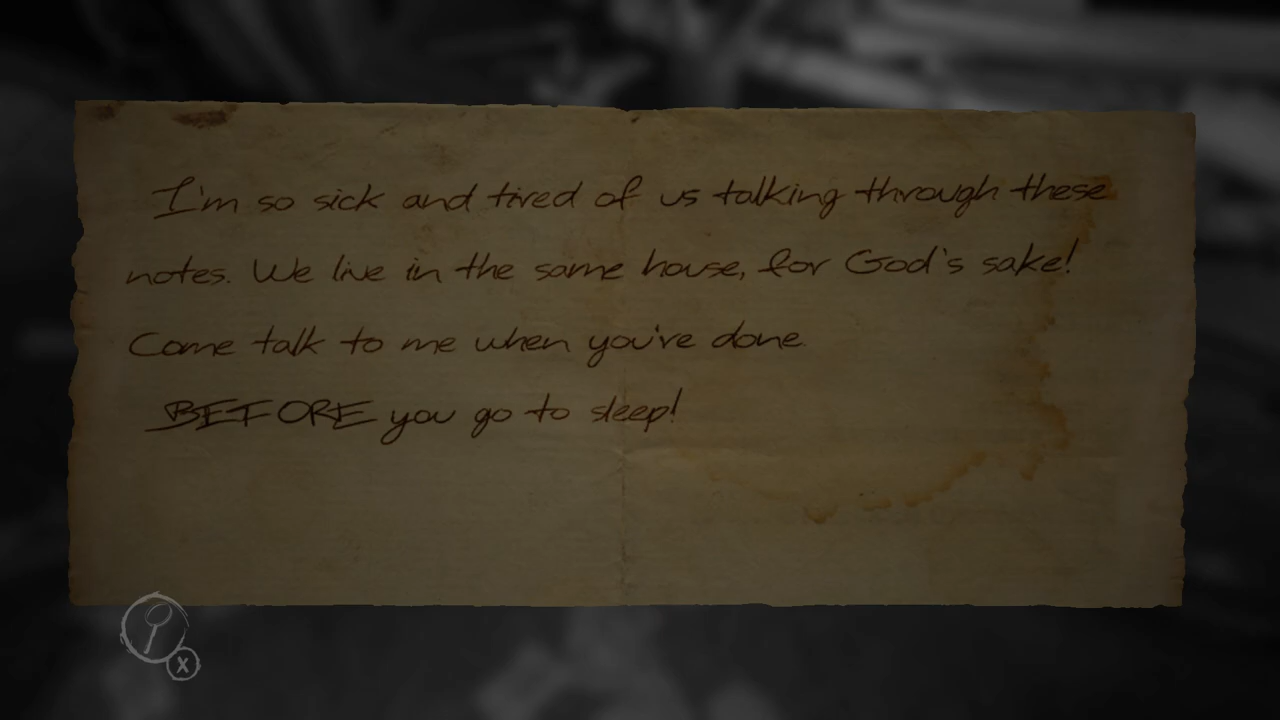 I'm so sick and tired of us talking through these
notes. We live in the same house, for God's sake!
Come talk to me when you're done.
BEFORE you go to sleep!
X